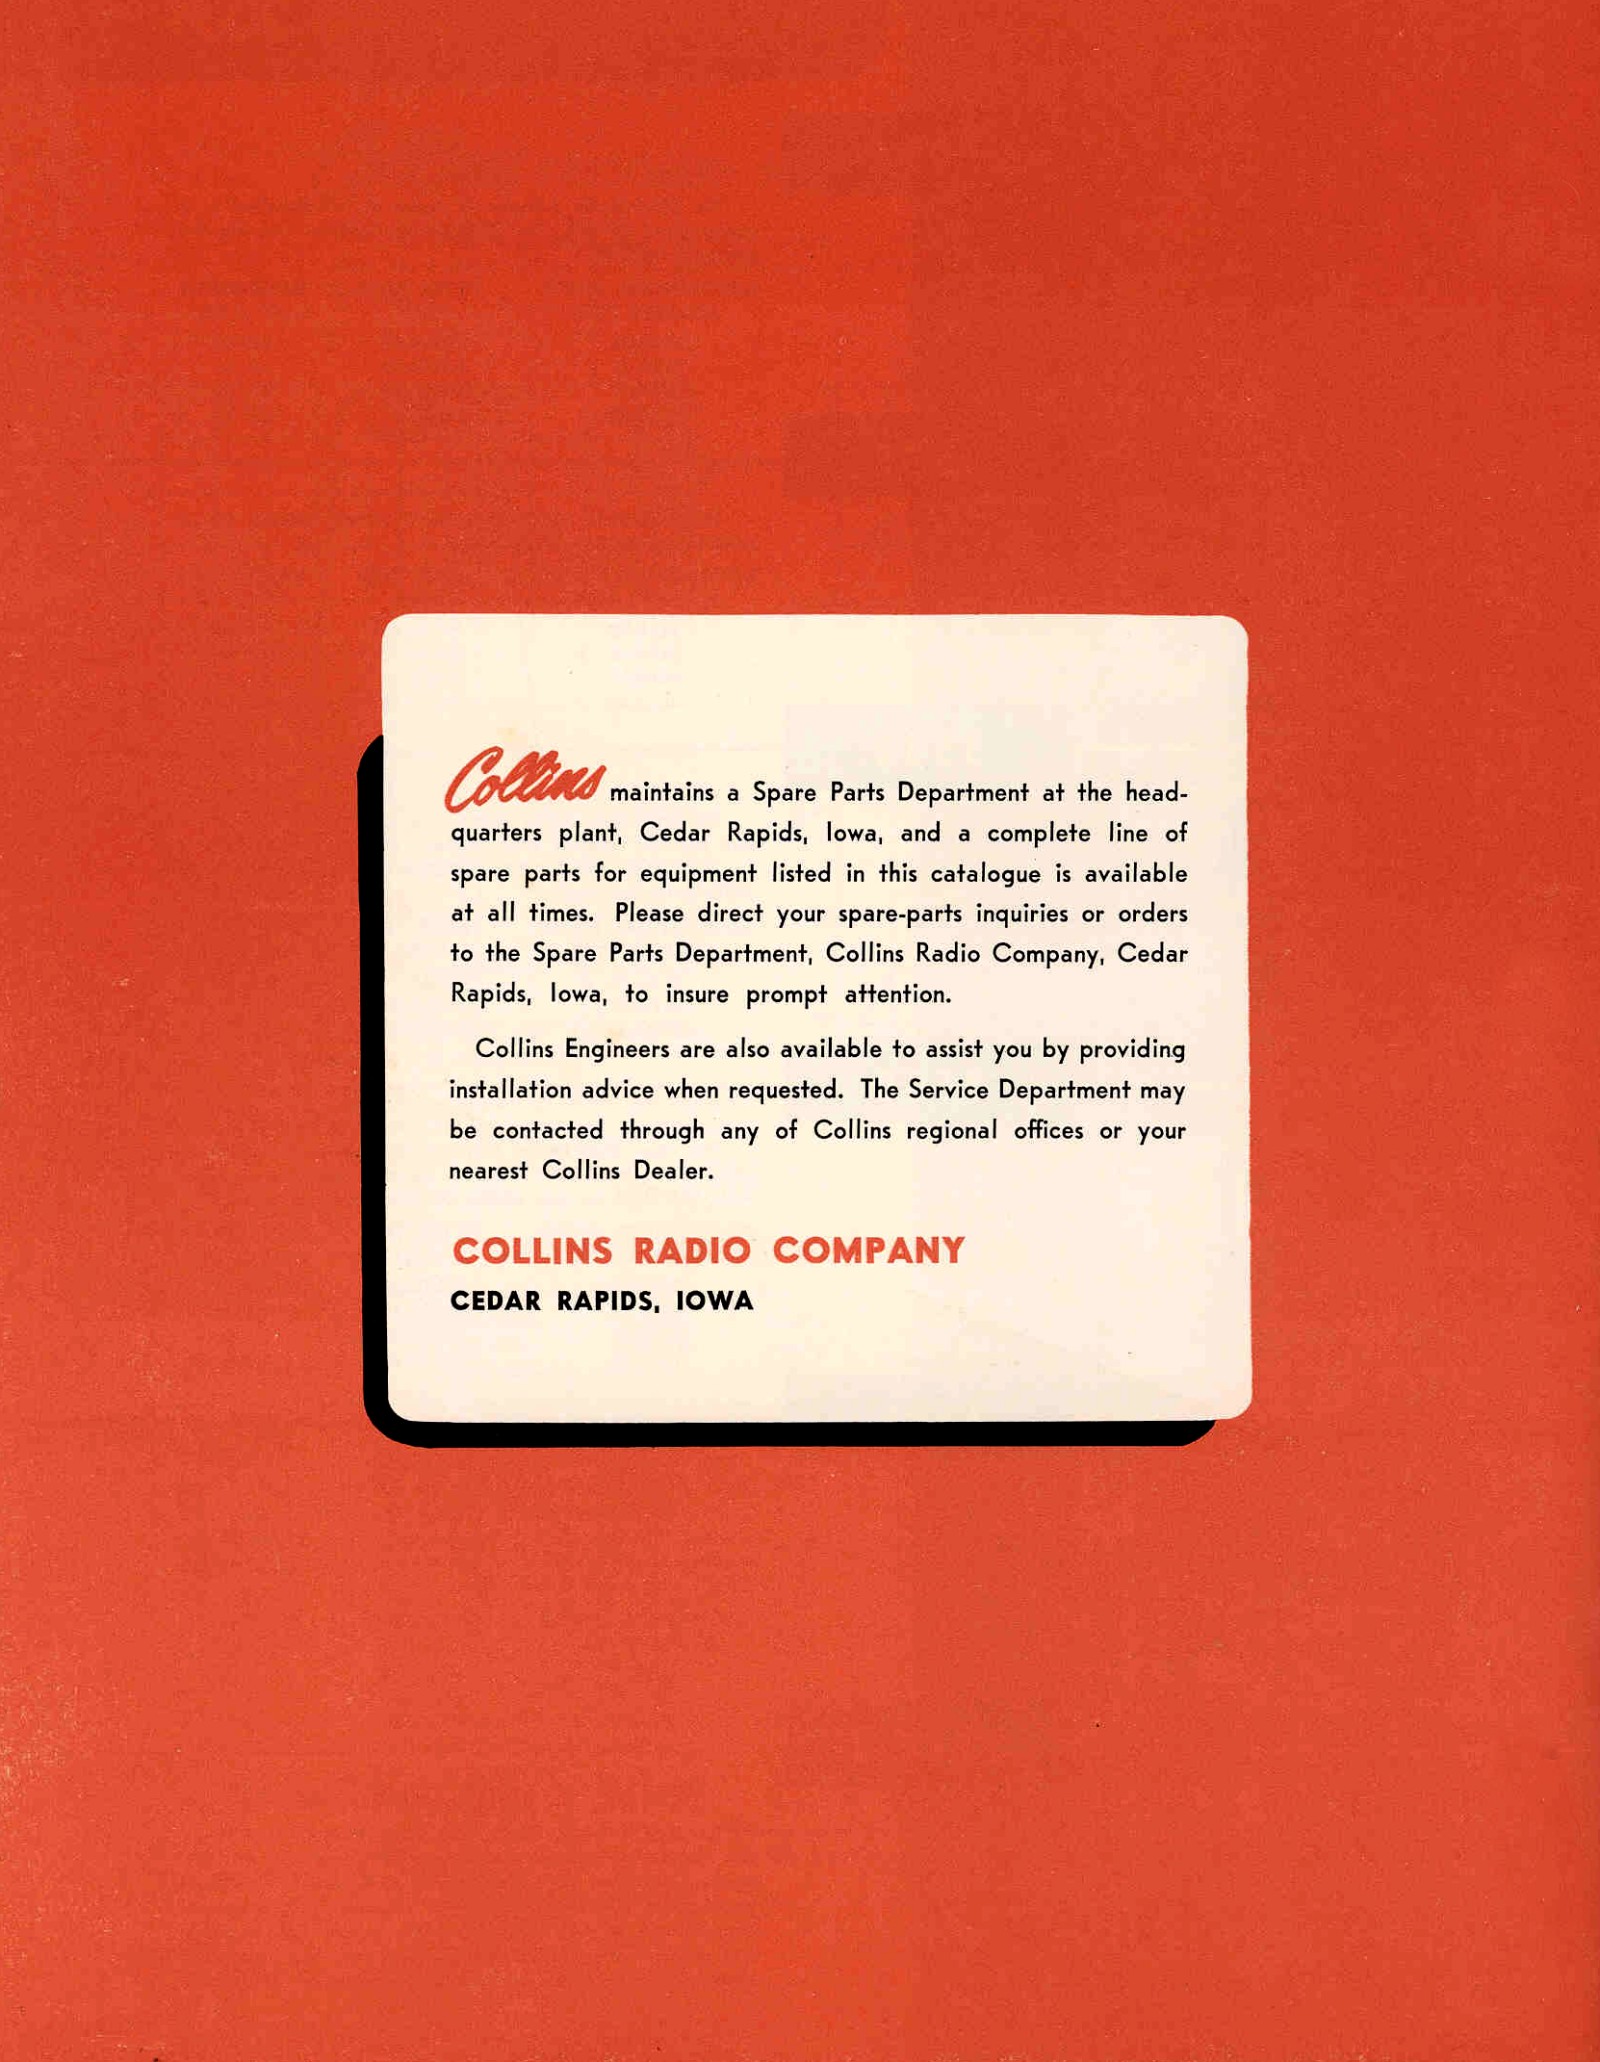 Collins maintains a Spare Parts Department at the head-
quarters plant, Cedar Rapids, Iowa, and a complete line of
spare parts for equipment listed in this catalogue is available
at all times. Please direct your spare-parts inquiries or orders
to the Spare Parts Department, Collins Radio Company, Cedar
Rapids, Iowa, to insure prompt attention.
Collins Engineers are also available to assist you by providing
installation advice when requested. The Service Department may
be contacted through any of Collins regional offices or your
nearest Collins Dealer.
COLLINS RADIO COMPANY
CEDAR RAPIDS, IOWA